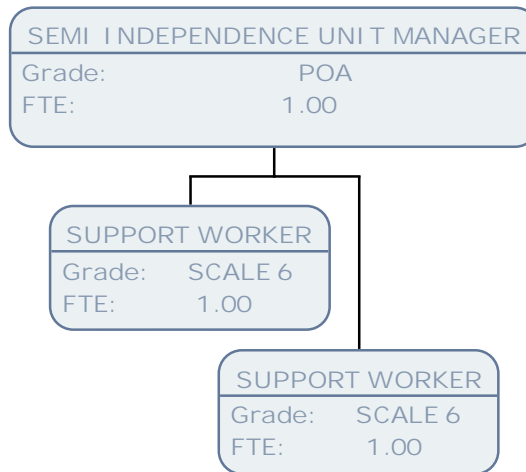 SEMI INDEPENDENCE UNIT MANAGER
Grade: POA
FTE: 1.00
SUPPORT WORKER
Grade: SCALE 6
FTE: 1.00
SUPPORT WORKER
Grade: SCALE 6
FTE: 1.00